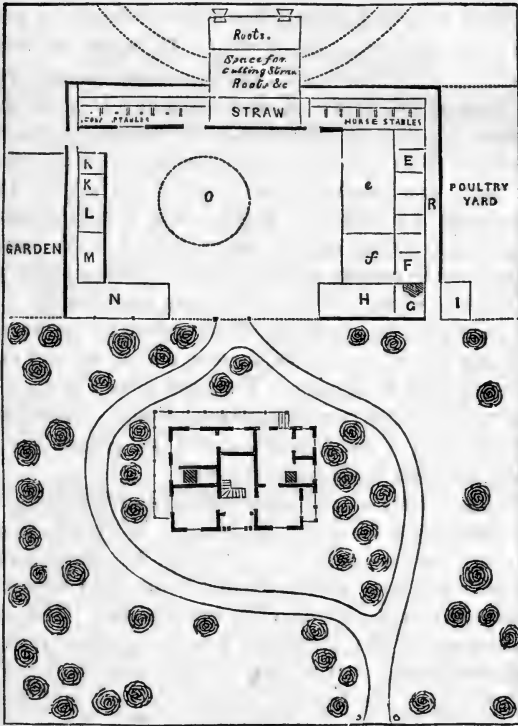 Roots.
Space for
cutting Straw
Roots &c
STRAW
COW STABLES
HORSE STABLES
K
K
L
M
GARDEN
N
O
e
f
E
F
R
G
H
I
POULTRY
YARD